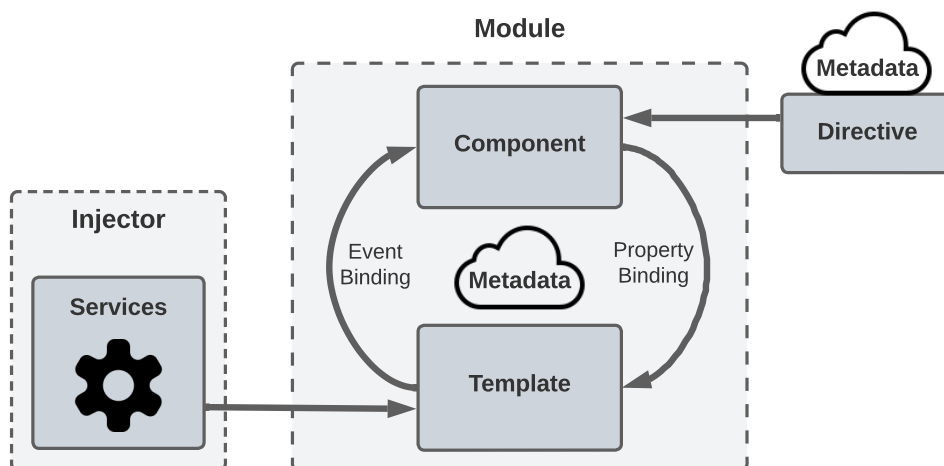 Module
Metadata
Directive
Component
Injector
Event
Binding
Property
Binding
Metadata
Services
Template